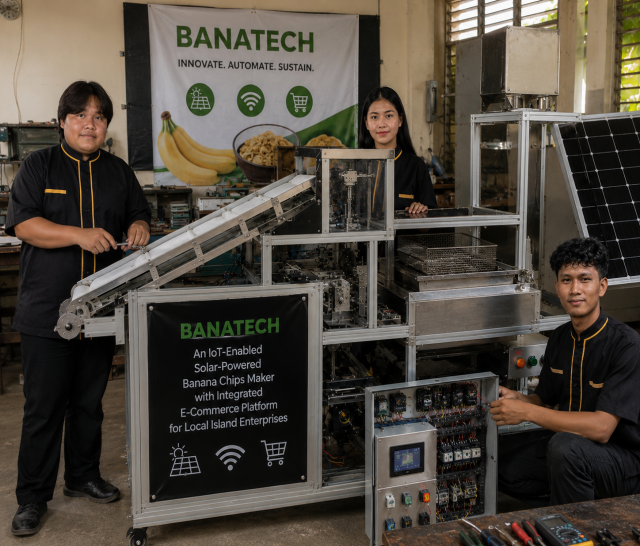 BANATECH
INNOVATE. AUTOMATE. SUSTAIN.
BANATECH
An IoT-Enabled
Solar-Powered
Banana Chips Maker
with Integrated
E-Commerce Platform
for Local Island Enterprises